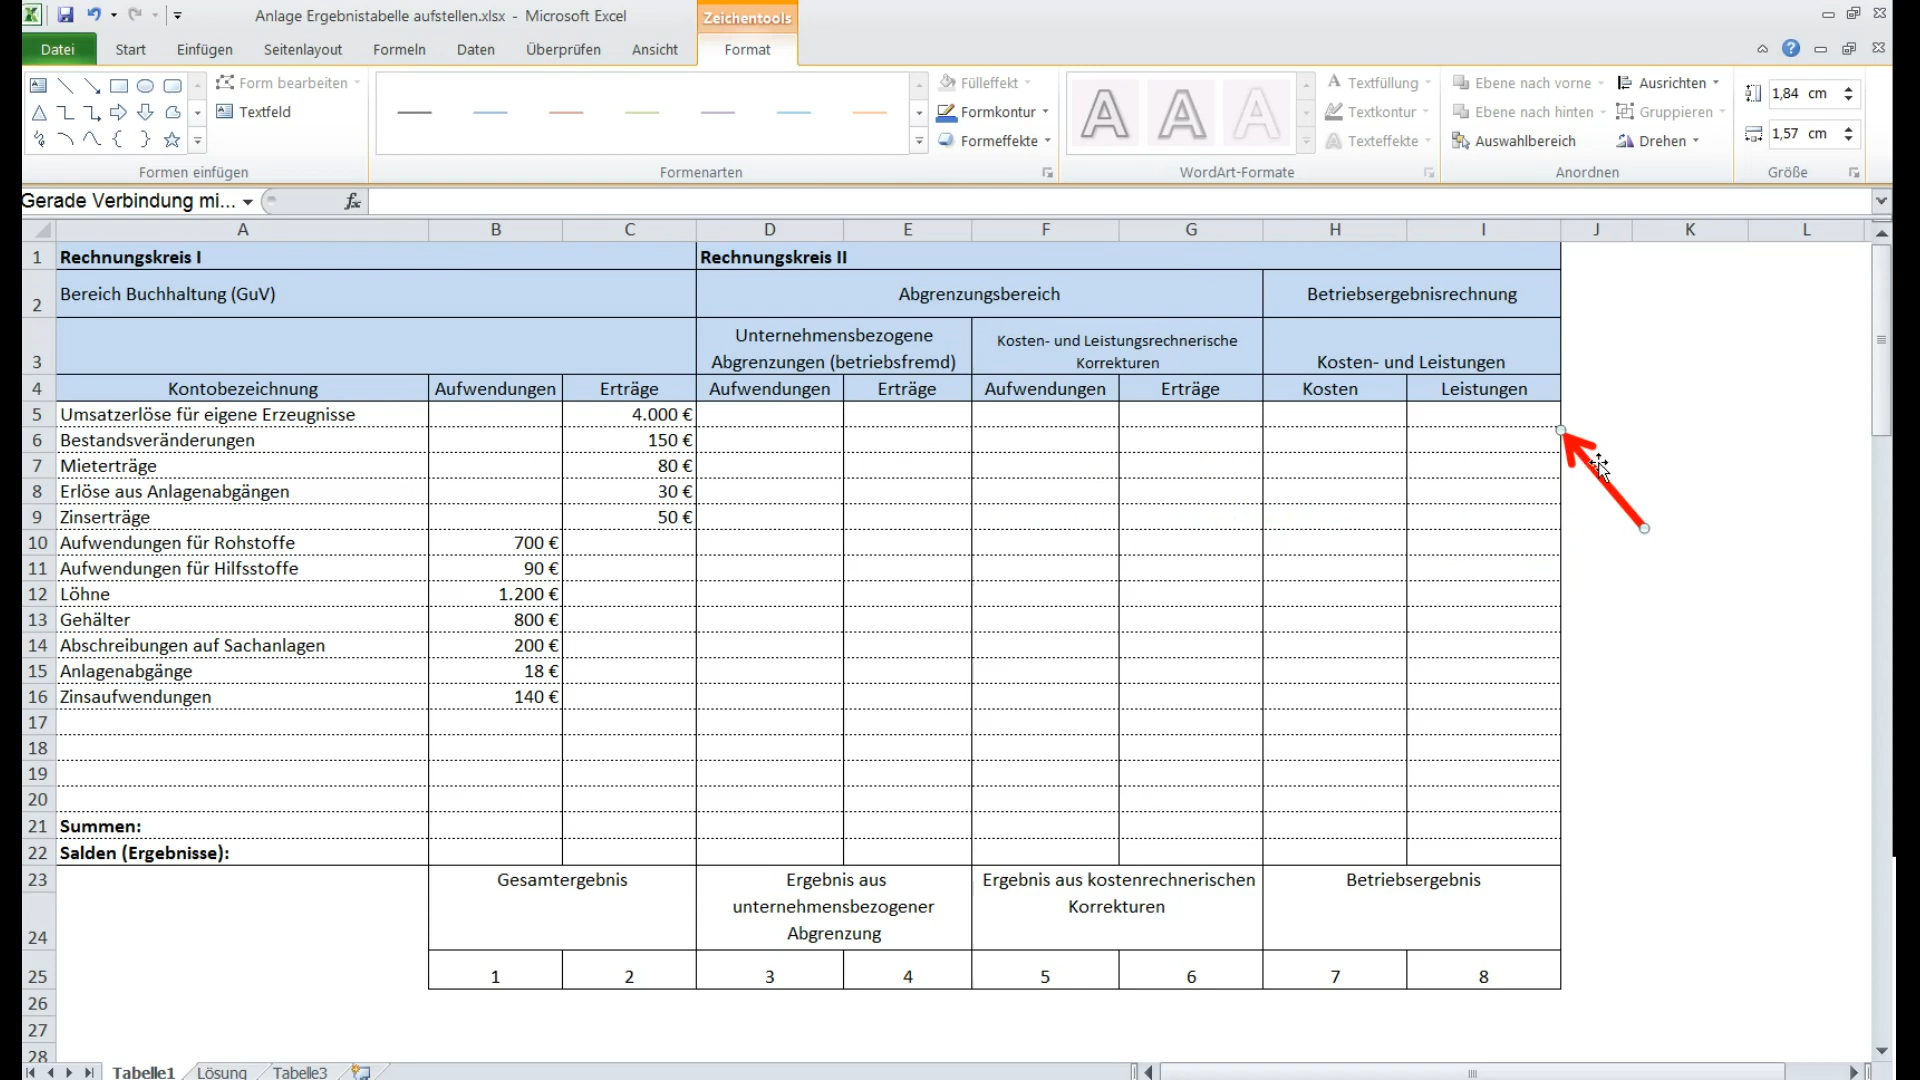 Anlage Ergebnistabelle aufstellen.xlsx - Microsoft Excel
Zeichentools
Datei Start Einfügen Seitenlayout Formeln Daten Überprüfen Ansicht Format
Form bearbeiten
Textfeld
Formen einfügen
Fülleffekt
Formkontur
Formeffekte
Formenarten
A A A
Textfüllung
Textkontur
Texteffekte
WordArt-Formate
Ebene nach vorne
Ebene nach hinten
Auswahlbereich
Ausrichten
Gruppieren
Drehen
Anordnen
1,84 cm
1,57 cm
Größe
Gerade Verbindung mi... fx
A B C D E F G H I J K L
1 Rechnungskreis I Rechnungskreis II
2 Bereich Buchhaltung (GuV) Abgrenzungsbereich Betriebsergebnisrechnung
Unternehmensbezogene Kosten- und Leistungsrechnerische
3 Abgrenzungen (betriebsfremd) Korrekturen Kosten- und Leistungen
4 Kontobezeichnung Aufwendungen Erträge Aufwendungen Erträge Aufwendungen Erträge Kosten Leistungen
5 Umsatzerlöse für eigene Erzeugnisse 4.000 €
6 Bestandsveränderungen 150 €
7 Mieterträge 80 €
8 Erlöse aus Anlagenabgängen 30 €
9 Zinserträge 50 €
10 Aufwendungen für Rohstoffe 700 €
11 Aufwendungen für Hilfsstoffe 90 €
12 Löhne 1.200 €
13 Gehälter 800 €
14 Abschreibungen auf Sachanlagen 200 €
15 Anlagenabgänge 18 €
16 Zinsaufwendungen 140 €
17
18
19
20
21 Summen:
22 Salden (Ergebnisse):
23 Gesamtergebnis Ergebnis aus Ergebnis aus kostenrechnerischen Betriebsergebnis
unternehmensbezogener Korrekturen
24 Abgrenzung
25 1 2 3 4 5 6 7 8
26
27
28
Tabelle1 Lösung Tabelle3